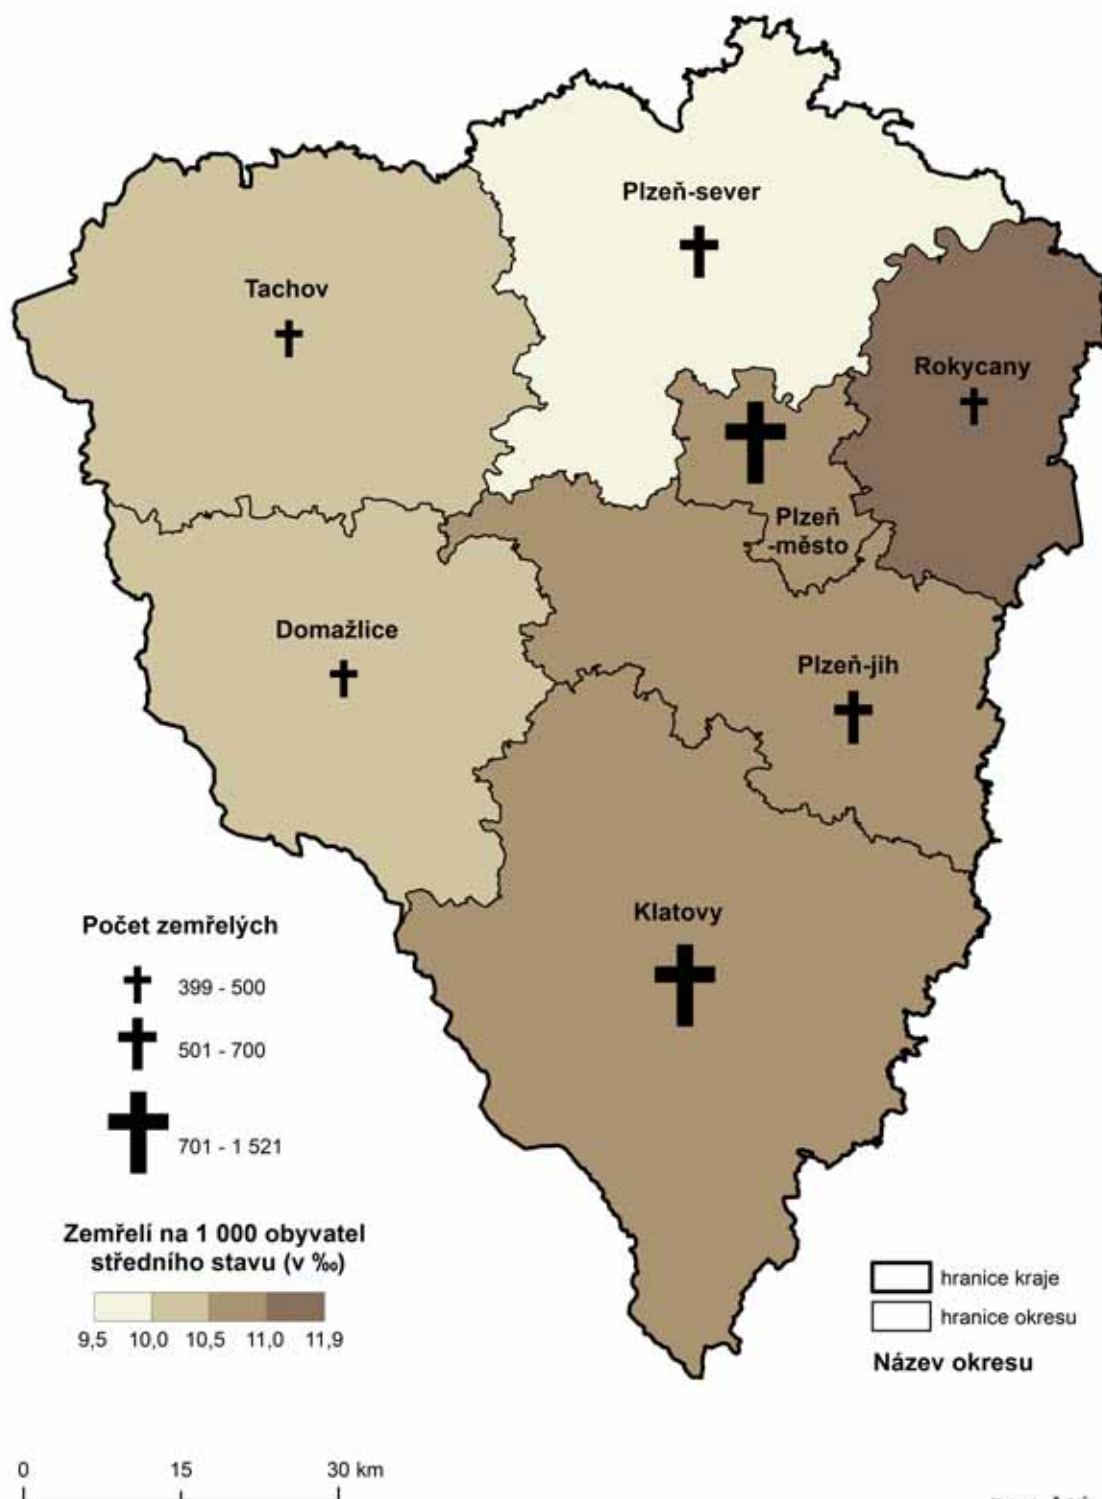 Plzeň-sever
Tachov
Rokycany
Plzeň
-město
Domažlice
Plzeň-jih
Klatovy
Počet zemřelých
399 - 500
501 - 700
701 - 1 521
Zemřelí na 1 000 obyvatel
středního stavu (v ‰)
9,5 10,0 10,5 11,0 11,9
hranice kraje
hranice okresu
Název okresu
0 15 30 km